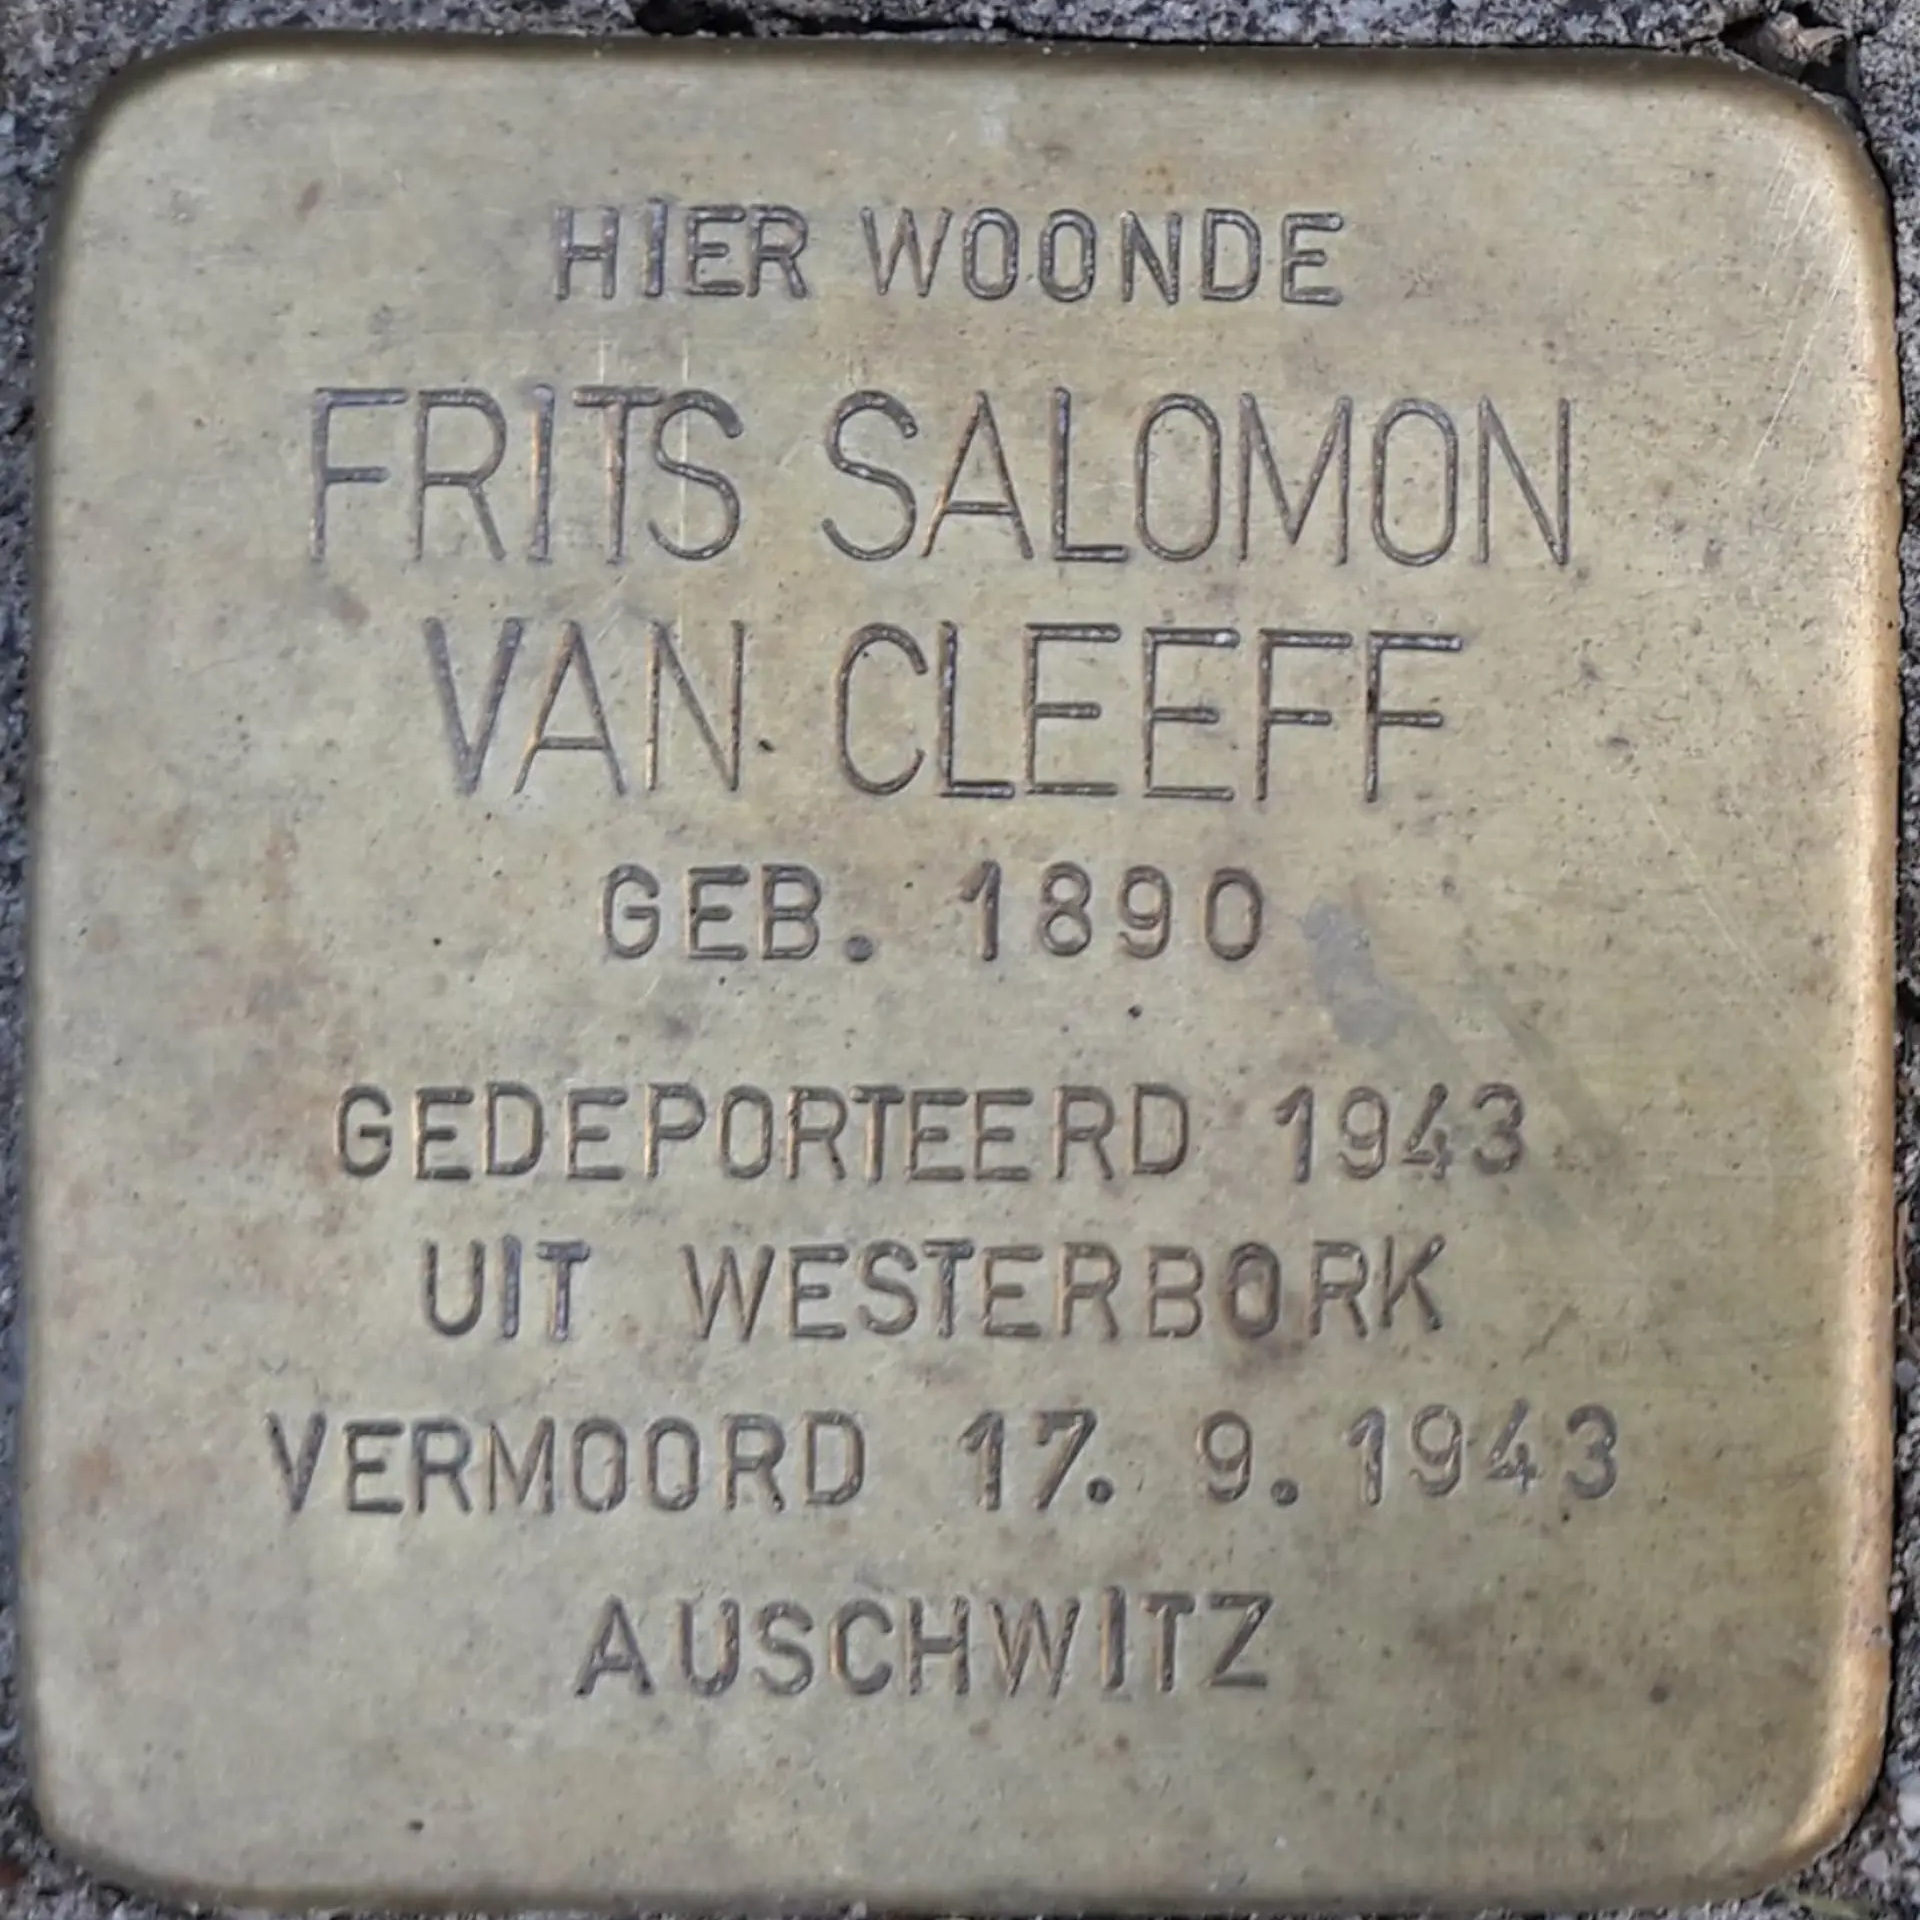 HIER WOONDE
FRITS SALOMON
VAN CLEEFF
GEB. 1890
GEDEPORTEERD 1943
UIT WESTERBORK
VERMOORD 17. 9.1943
AUSCHWITZ